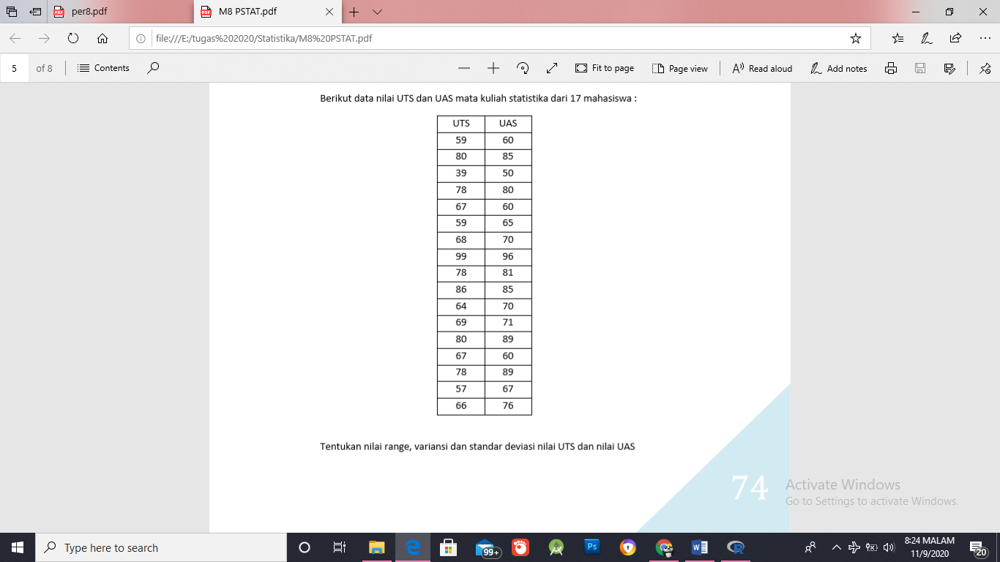 per8.pdf
M8 PSTAT.pdf
file:///E:/tugas%202020/Statistika/M8%20PSTAT.pdf
5 of 8 Contents Fit to page Page view Read aloud Add notes
Berikut data nilai UTS dan UAS mata kuliah statistika dari 17 mahasiswa :
UTS UAS
59 60
80 85
39 50
78 80
67 60
59 65
68 70
99 96
78 81
86 85
64 70
69 71
80 89
67 60
78 89
57 67
66 76
Tentukan nilai range, variansi dan standar deviasi nilai UTS dan nilai UAS
74
Activate Windows
Go to Settings to activate Windows.
Type here to search
99+
Ps
W
R
8:24 MALAM
11/9/2020
20